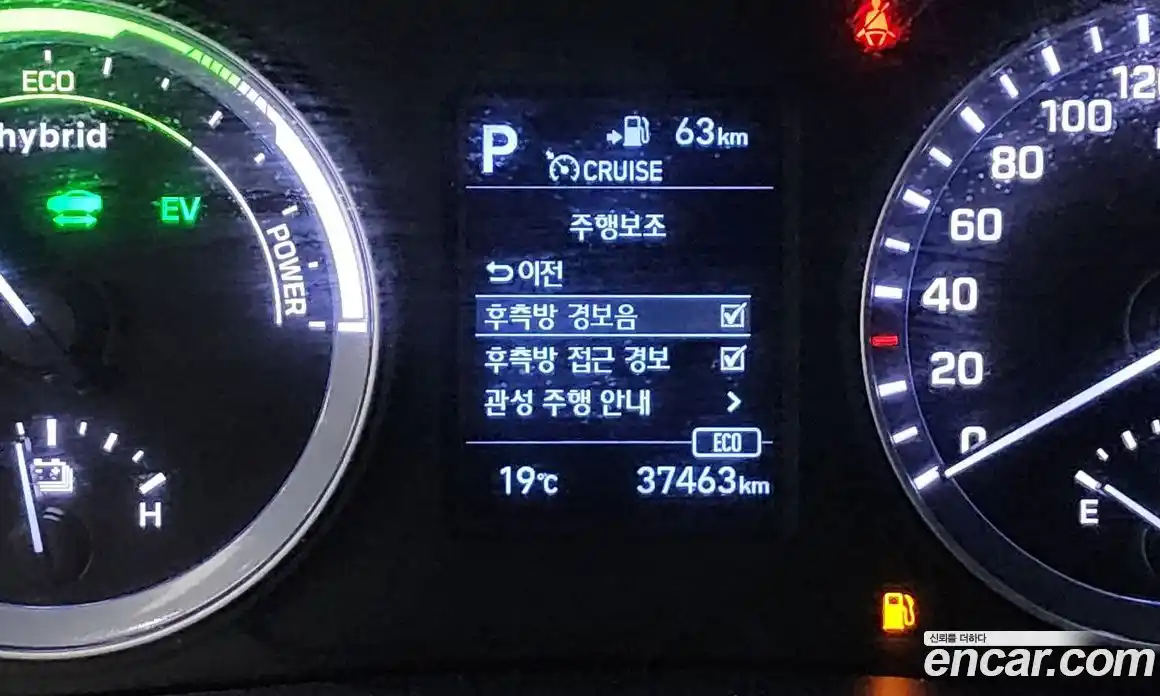 ECO
hybrid
EV
POWER
H
P
63km
CRUISE
주행보조
이전
후측방 경보음
후측방 접근 경보
관성 주행 안내
ECO
19℃
37463km
120
100
80
60
40
20
0
E
신뢰를 더하다
encar.com